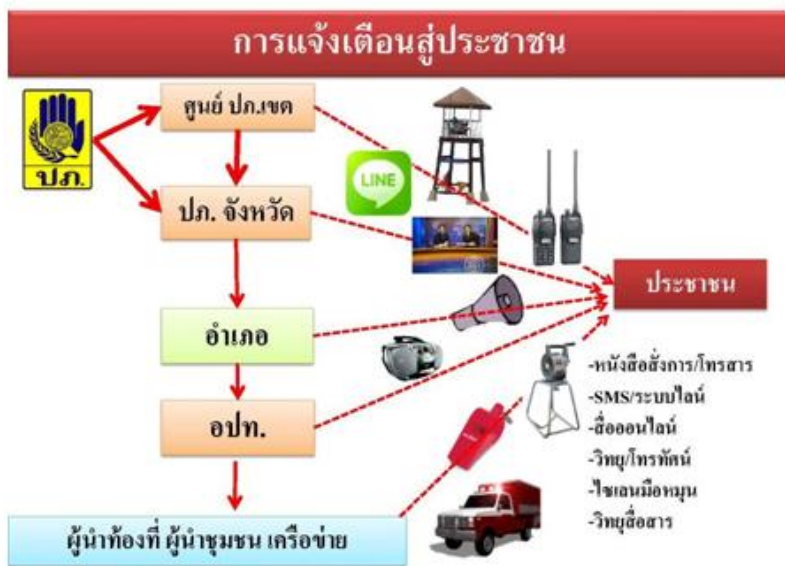 การแจ้งเตือนสู่ประชาชน
ปภ.
ศูนย์ ปภ.เขต
LINE
ปภ. จังหวัด
ประชาชน
อำเภอ
อปท.
-หนังสือสั่งการ/โทรสาร
-SMS/ระบบไลน์
-สื่อออนไลน์
-วิทยุ/โทรทัศน์
-ไซเลนมือหมุน
-วิทยุสื่อสาร
ผู้นำท้องที่ ผู้นำชุมชน เครือข่าย